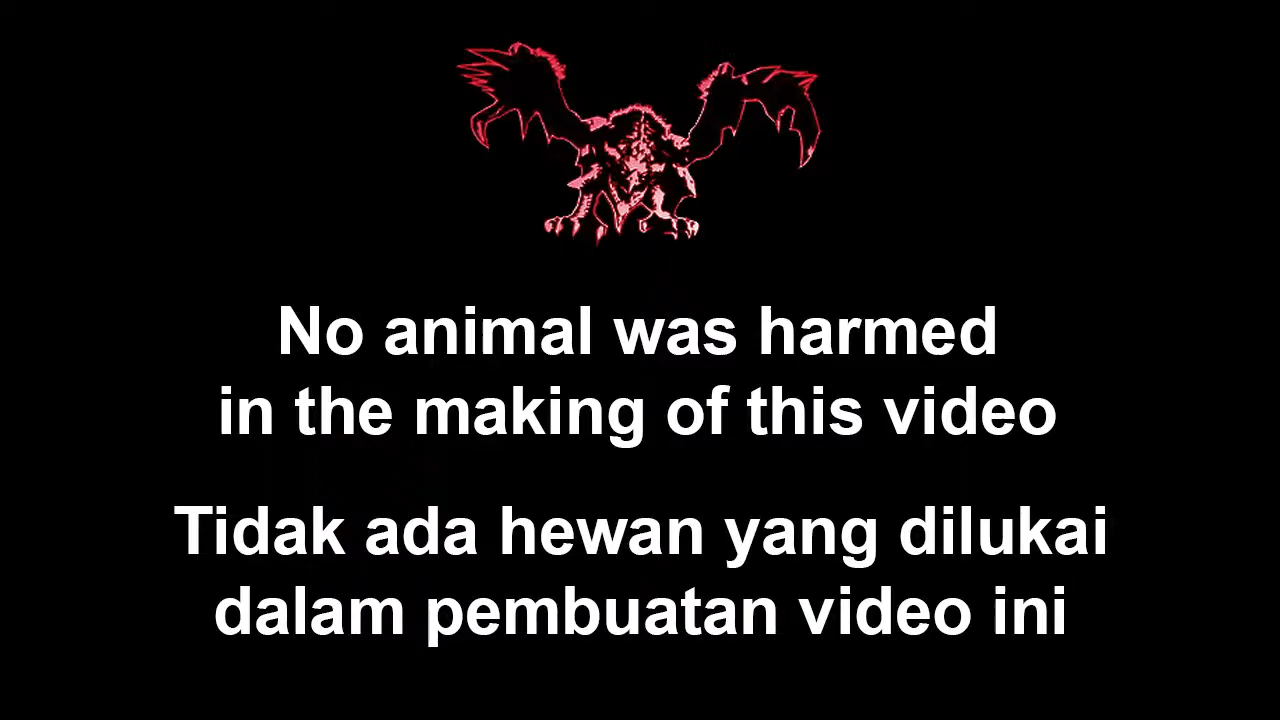 No animal was harmed
in the making of this video
Tidak ada hewan yang dilukai
dalam pembuatan video ini